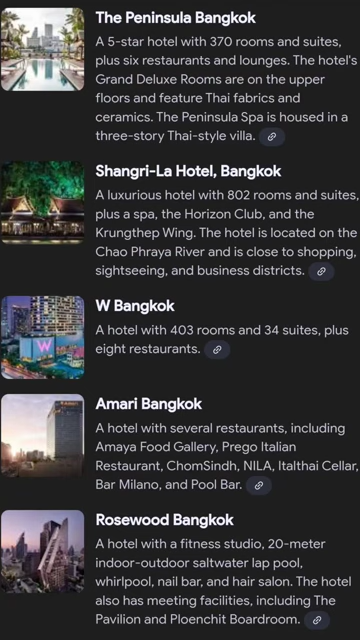 The Peninsula Bangkok
A 5-star hotel with 370 rooms and suites,
plus six restaurants and lounges. The hotel's
Grand Deluxe Rooms are on the upper
floors and feature Thai fabrics and
ceramics. The Peninsula Spa is housed in a
three-story Thai-style villa.
Shangri-La Hotel, Bangkok
A luxurious hotel with 802 rooms and suites,
plus a spa, the Horizon Club, and the
Krungthep Wing. The hotel is located on the
Chao Phraya River and is close to shopping,
sightseeing, and business districts.
W Bangkok
A hotel with 403 rooms and 34 suites, plus
eight restaurants.
W
Amari Bangkok
A hotel with several restaurants, including
Amaya Food Gallery, Prego Italian
Restaurant, ChomSindh, NILA, Italthai Cellar,
Bar Milano, and Pool Bar.
Rosewood Bangkok
A hotel with a fitness studio, 20-meter
indoor-outdoor saltwater lap pool,
whirlpool, nail bar, and hair salon. The hotel
also has meeting facilities, including The
Pavilion and Ploenchit Boardroom.